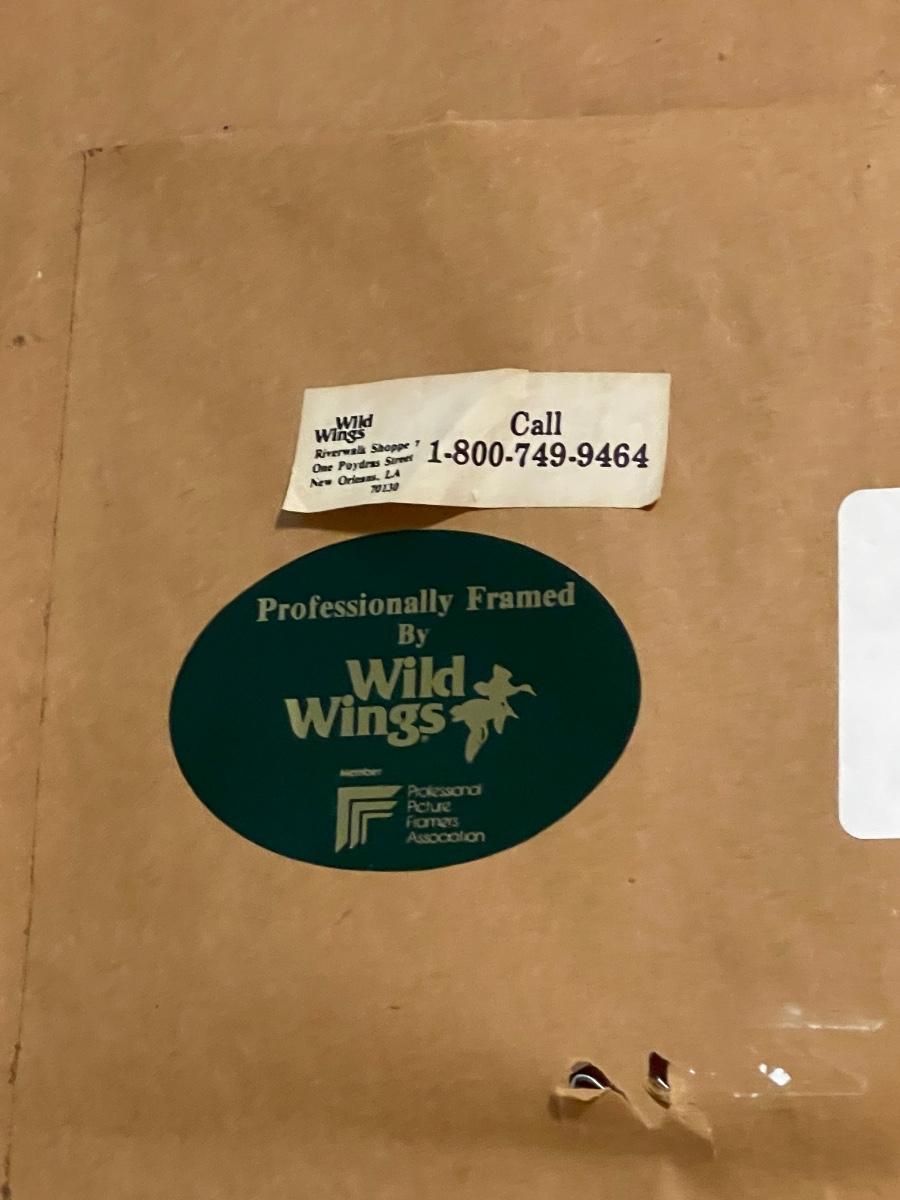 Wild
Wings
Riverwalk Shoppe 7
One Poydras Street
New Orleans, LA
70130
Call
1-800-749-9464
Professionally Framed
By
Wild
Wings
Member
Professional
Picture
Framers
Association